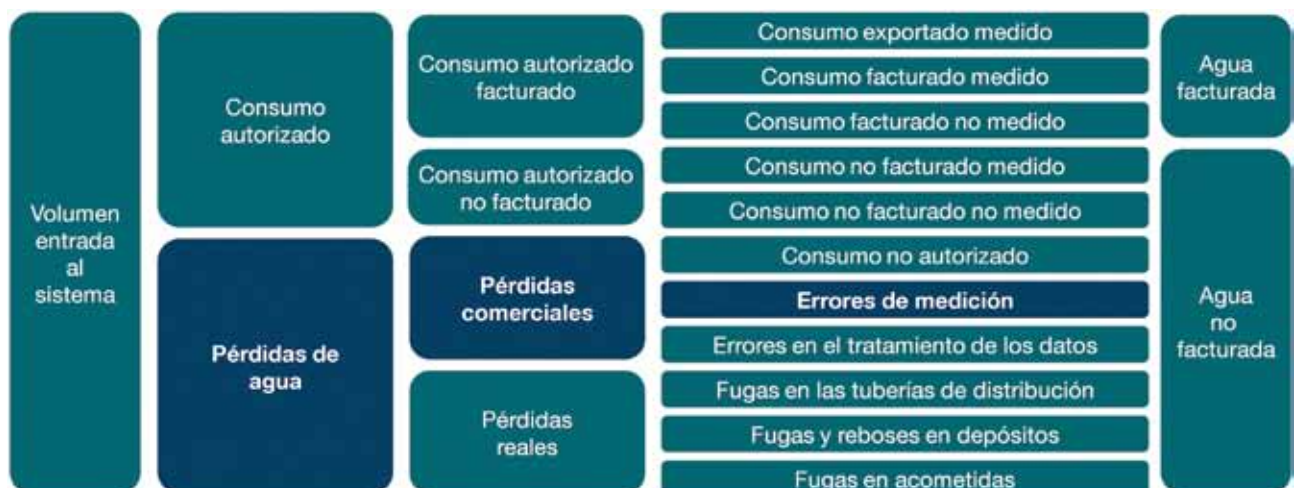 Volumen
entrada
al
sistema
Consumo
autorizado
Pérdidas de
agua
Consumo autorizado
facturado
Consumo autorizado
no facturado
Pérdidas
comerciales
Pérdidas
reales
Consumo exportado medido
Consumo facturado medido
Consumo facturado no medido
Consumo no facturado medido
Consumo no facturado no medido
Consumo no autorizado
Errores de medición
Errores en el tratamiento de los datos
Fugas en las tuberías de distribución
Fugas y reboses en depósitos
Fugas en acometidas
Agua
facturada
Agua
no
facturada